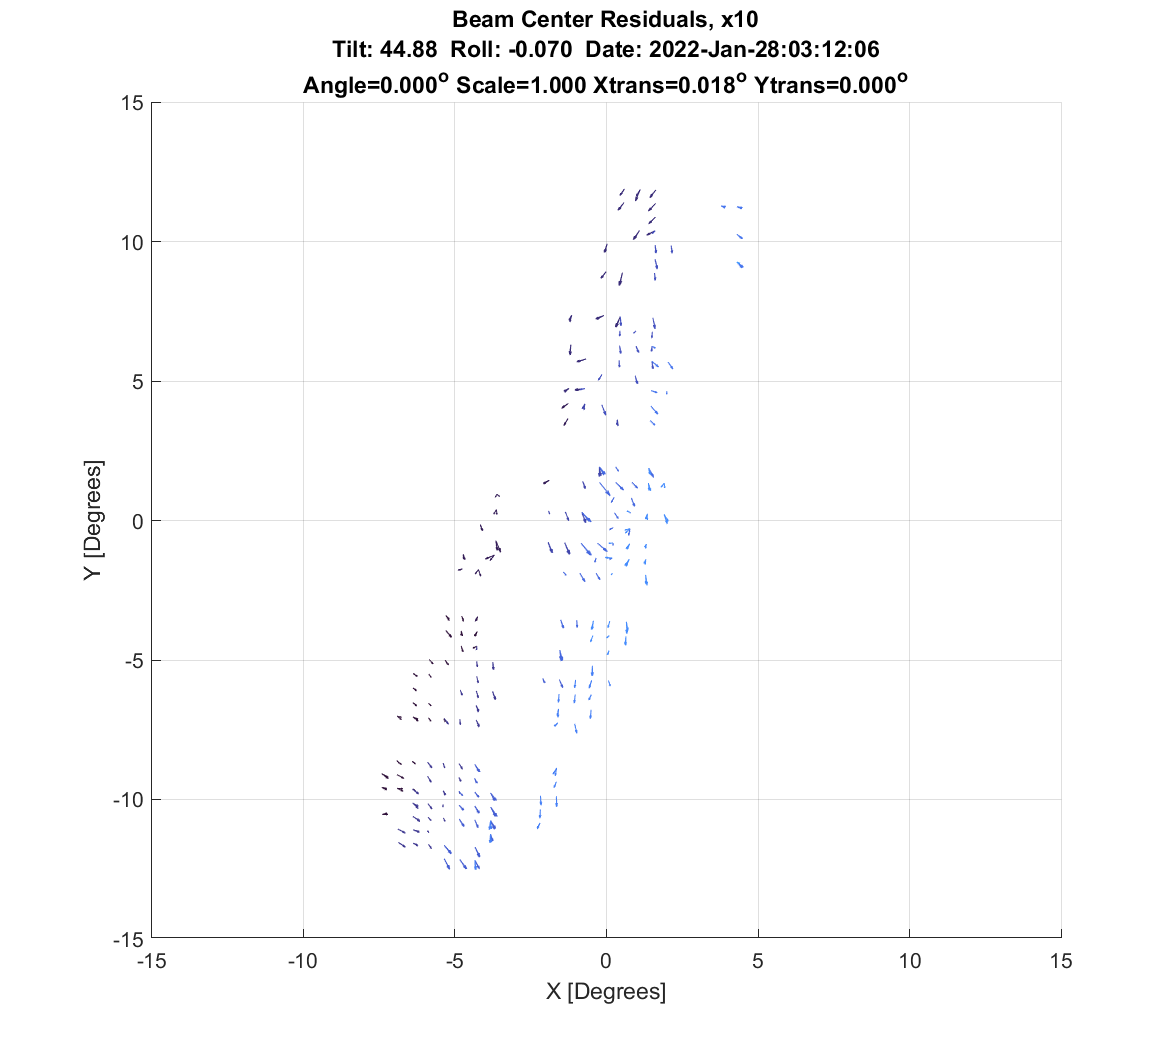 Beam Center Residuals, x10
Tilt: 44.88 Roll: -0.070 Date: 2022-Jan-28:03:12:06
Angle=0.000° Scale=1.000 Xtrans=0.018° Ytrans=0.000°
15
10
5
0
-5
-10
-15
Y [Degrees]
-15 -10 -5 0 5 10 15
X [Degrees]